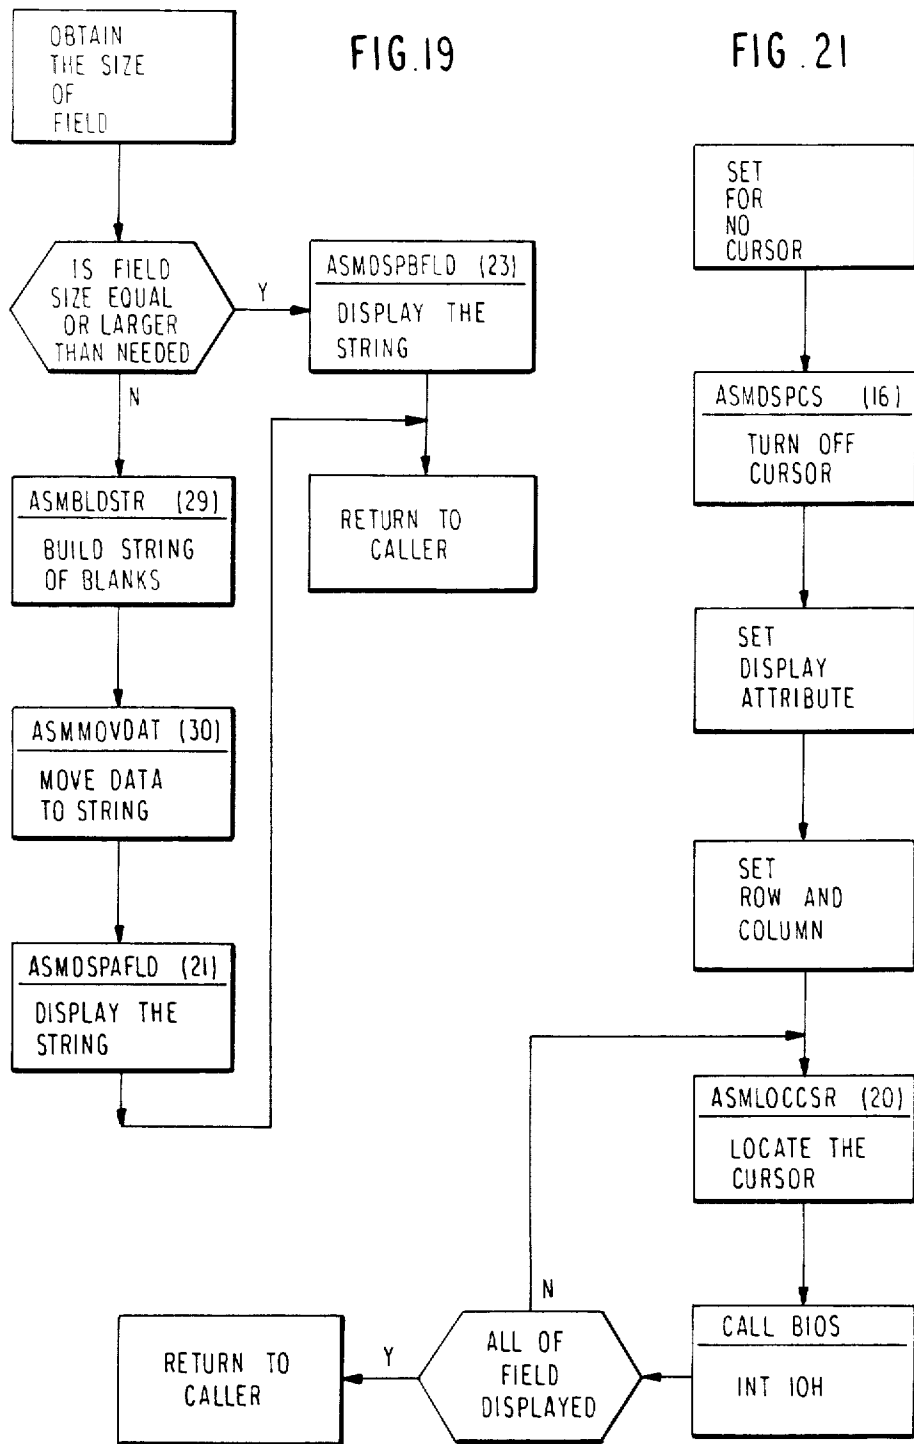 FIG.19
OBTAIN
THE SIZE
OF
FIELD
IS FIELD
SIZE EQUAL
OR LARGER
THAN NEEDED
Y
N
ASMDSPBFLD (23)
DISPLAY THE
STRING
RETURN TO
CALLER
ASMBLDSTR (29)
BUILD STRING
OF BLANKS
ASMMOVDAT (30)
MOVE DATA
TO STRING
ASMDSPAFLD (21)
DISPLAY THE
STRING
FIG.21
SET
FOR
NO
CURSOR
ASMDSPCS (16)
TURN OFF
CURSOR
SET
DISPLAY
ATTRIBUTE
SET
ROW AND
COLUMN
ASMLOCCSR (20)
LOCATE THE
CURSOR
CALL BIOS
INT 10H
ALL OF
FIELD
DISPLAYED
N
Y
RETURN TO
CALLER